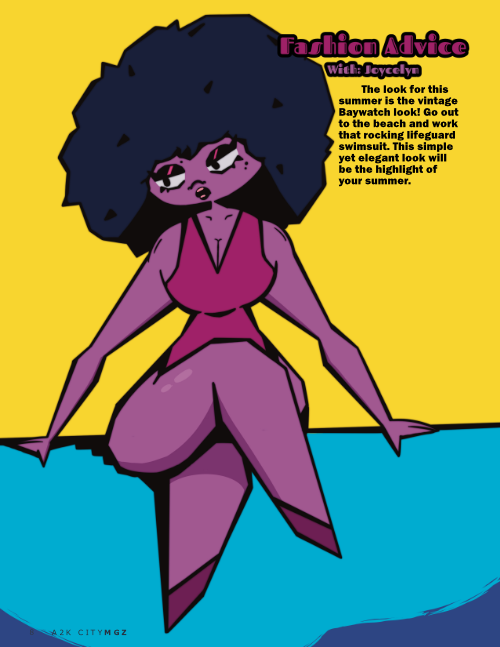 Fashion Advice
With: Joycelyn
The look for this
summer is the vintage
Baywatch look! Go out
to the beach and work
that rocking lifeguard
swimsuit. This simple
yet elegant look will
be the highlight of
your summer.
A2K CITYMGZ